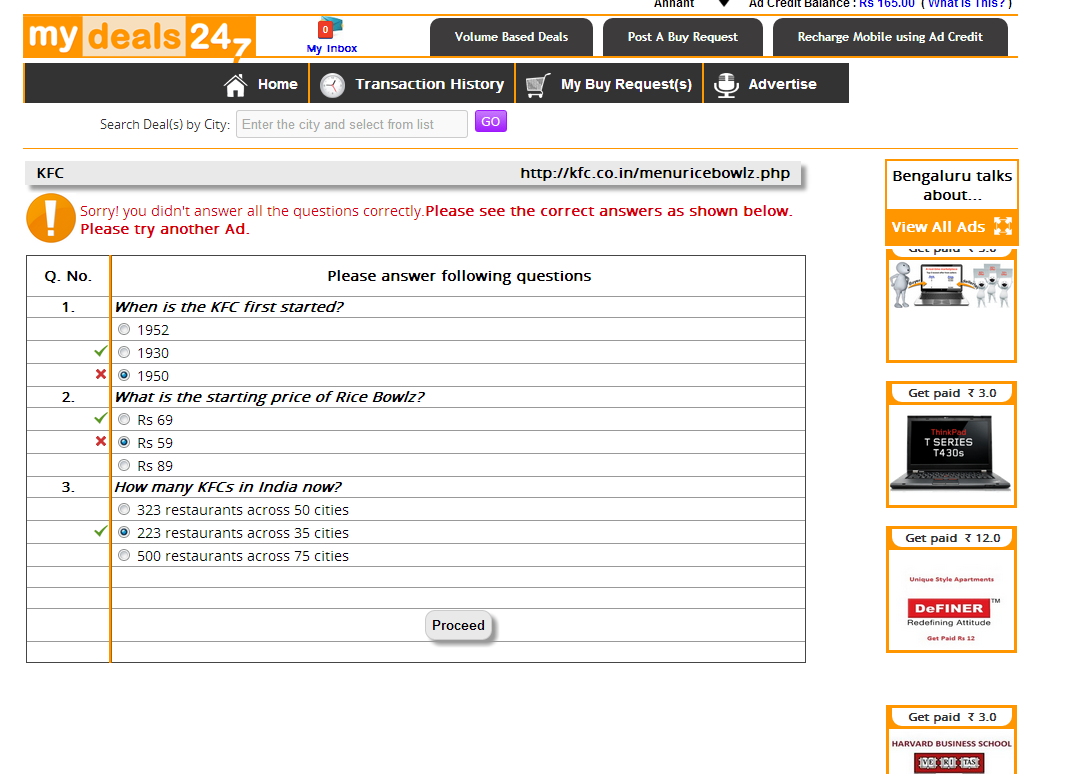 Annant Ad Credit Balance : Rs 165.00 ( What is This? )
my deals 247
0
My Inbox
Volume Based Deals
Post A Buy Request
Recharge Mobile using Ad Credit
Home
Transaction History
My Buy Request(s)
Advertise
Search Deal(s) by City: Enter the city and select from list GO
KFC http://kfc.co.in/menuricebowlz.php
Sorry! you didn't answer all the questions correctly.Please see the correct answers as shown below.
Please try another Ad.
Q. No. Please answer following questions
1. When is the KFC first started?
1952
1930
1950
2. What is the starting price of Rice Bowlz?
Rs 69
Rs 59
Rs 89
3. How many KFCs in India now?
323 restaurants across 50 cities
223 restaurants across 35 cities
500 restaurants across 75 cities
Proceed
Bengaluru talks
about...
View All Ads
Get paid ₹ 3.0
Get paid ₹ 3.0
ThinkPad
T SERIES
T430s
Get paid ₹ 12.0
Unique Style Apartments
DeFINER TM
Redefining Attitude
Get Paid Rs 12
Get paid ₹ 3.0
HARVARD BUSINESS SCHOOL
VE RI TAS